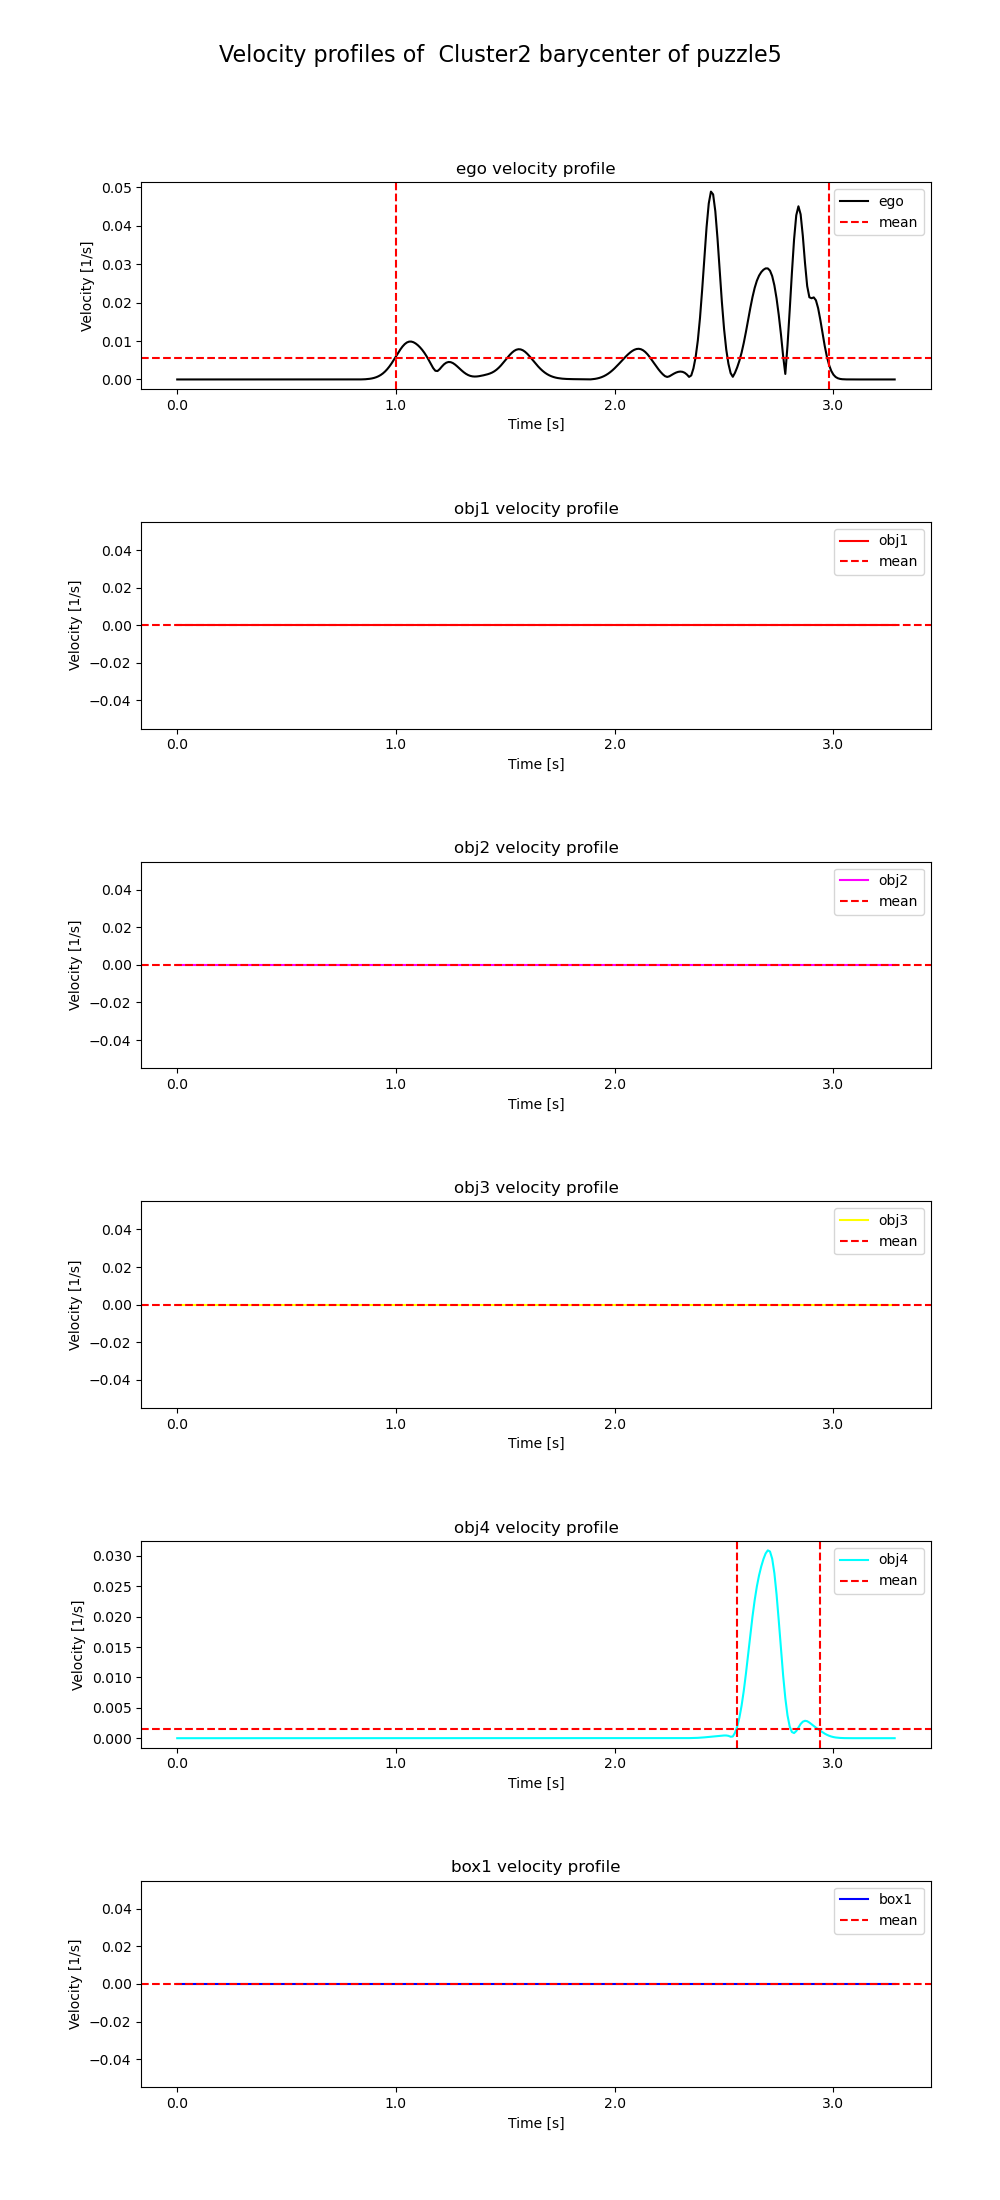 Velocity profiles of  Cluster2 barycenter of puzzle5
ego velocity profile
Velocity [1/s]
0.05
0.04
0.03
0.02
0.01
0.00
ego
mean
0.0 1.0 2.0 3.0
Time [s]
obj1 velocity profile
Velocity [1/s]
0.04
0.02
0.00
−0.02
−0.04
obj1
mean
0.0 1.0 2.0 3.0
Time [s]
obj2 velocity profile
Velocity [1/s]
0.04
0.02
0.00
−0.02
−0.04
obj2
mean
0.0 1.0 2.0 3.0
Time [s]
obj3 velocity profile
Velocity [1/s]
0.04
0.02
0.00
−0.02
−0.04
obj3
mean
0.0 1.0 2.0 3.0
Time [s]
obj4 velocity profile
Velocity [1/s]
0.030
0.025
0.020
0.015
0.010
0.005
0.000
obj4
mean
0.0 1.0 2.0 3.0
Time [s]
box1 velocity profile
Velocity [1/s]
0.04
0.02
0.00
−0.02
−0.04
box1
mean
0.0 1.0 2.0 3.0
Time [s]